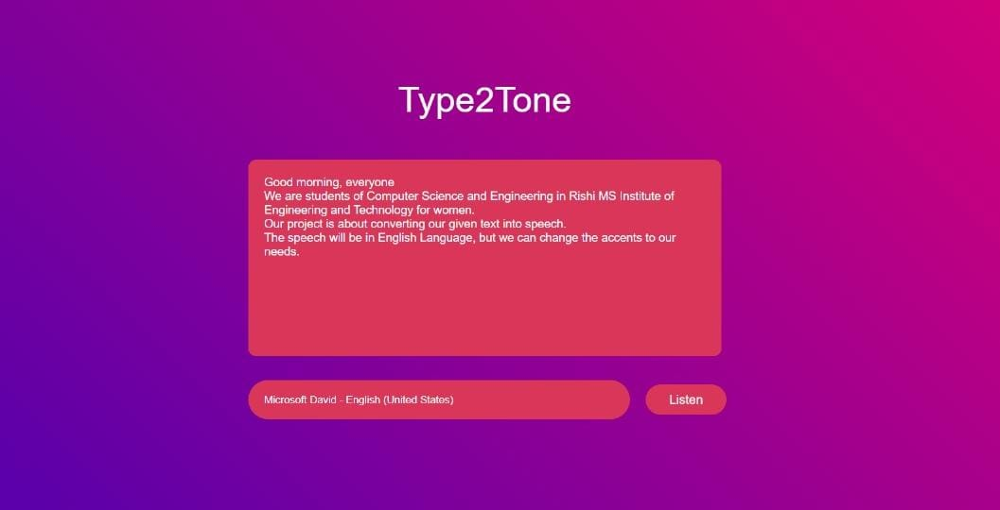 Type2Tone
Good morning, everyone
We are students of Computer Science and Engineering in Rishi MS Institute of
Engineering and Technology for women.
Our project is about converting our given text into speech.
The speech will be in English Language, but we can change the accents to our
needs.
Microsoft David - English (United States)
Listen